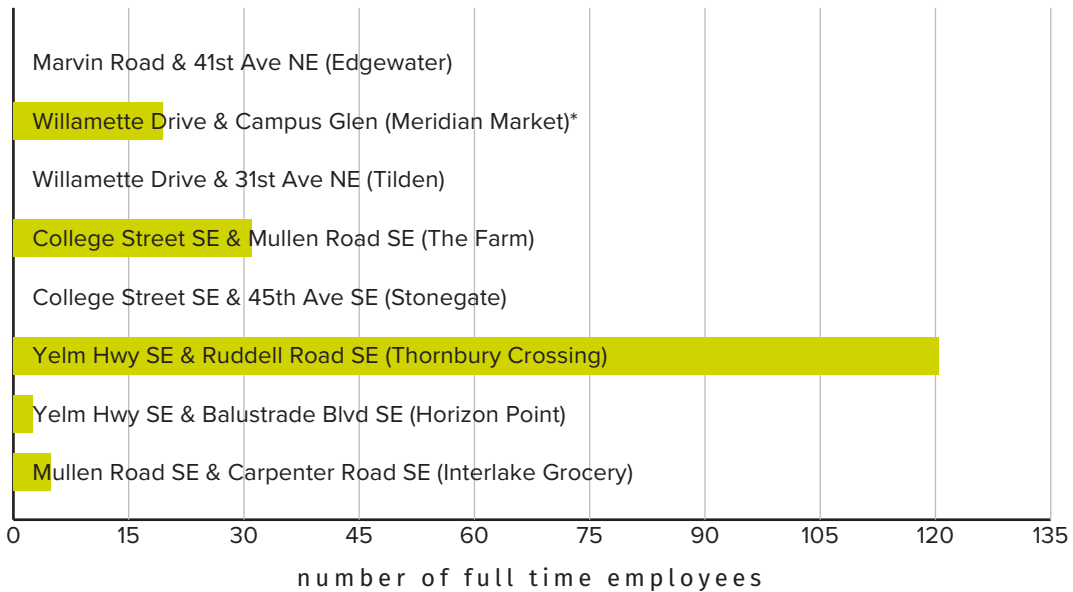 Marvin Road & 41st Ave NE (Edgewater)
Willamette Drive & Campus Glen (Meridian Market)*
Willamette Drive & 31st Ave NE (Tilden)
College Street SE & Mullen Road SE (The Farm)
College Street SE & 45th Ave SE (Stonegate)
Yelm Hwy SE & Ruddell Road SE (Thornbury Crossing)
Yelm Hwy SE & Balustrade Blvd SE (Horizon Point)
Mullen Road SE & Carpenter Road SE (Interlake Grocery)
0 15 30 45 60 75 90 105 120 135
number of full time employees